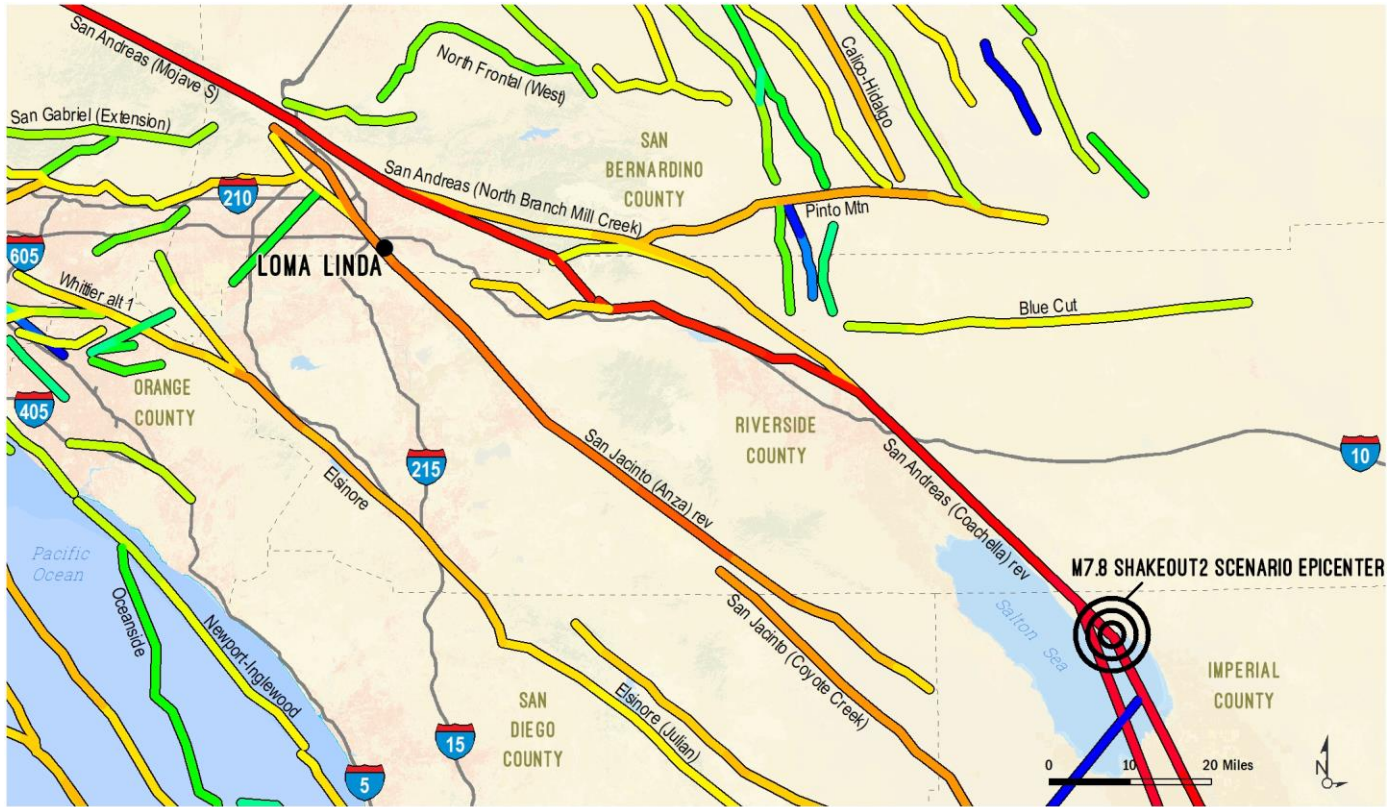 San Andreas (Mojave S)
North Frontal (West)
Calico-Hidalgo
San Gabriel (Extension)
SAN
BERNARDINO
COUNTY
San Andreas (North Branch Mill Creek)
210
Pinto Mtn
605
LOMA LINDA
Whittier alt 1
Blue Cut
ORANGE
COUNTY
405
RIVERSIDE
COUNTY
San Jacinto (Anza) rev
San Andreas (Coachella) rev
10
215
Elsinore
Pacific
Ocean
M7.8 SHAKEOUT2 SCENARIO EPICENTER
Oceanside
Newport-Inglewood
San Jacinto (Coyote Creek)
Salton Sea
IMPERIAL
COUNTY
SAN
DIEGO
COUNTY
Elsinore (Julian)
15
5
0 10 20 Miles
N